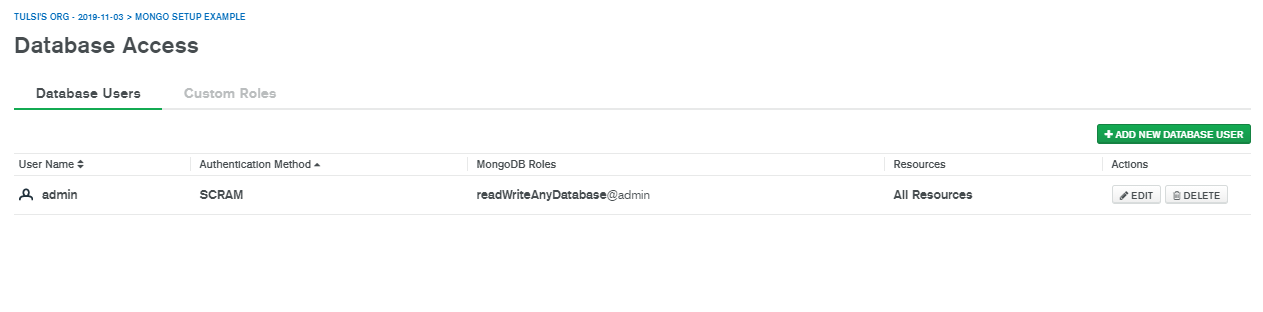 TULSI'S ORG - 2019-11-03 > MONGO SETUP EXAMPLE
Database Access
Database Users Custom Roles
ADD NEW DATABASE USER
User Name Authentication Method MongoDB Roles Resources Actions
admin SCRAM readWriteAnyDatabase@admin All Resources EDIT DELETE